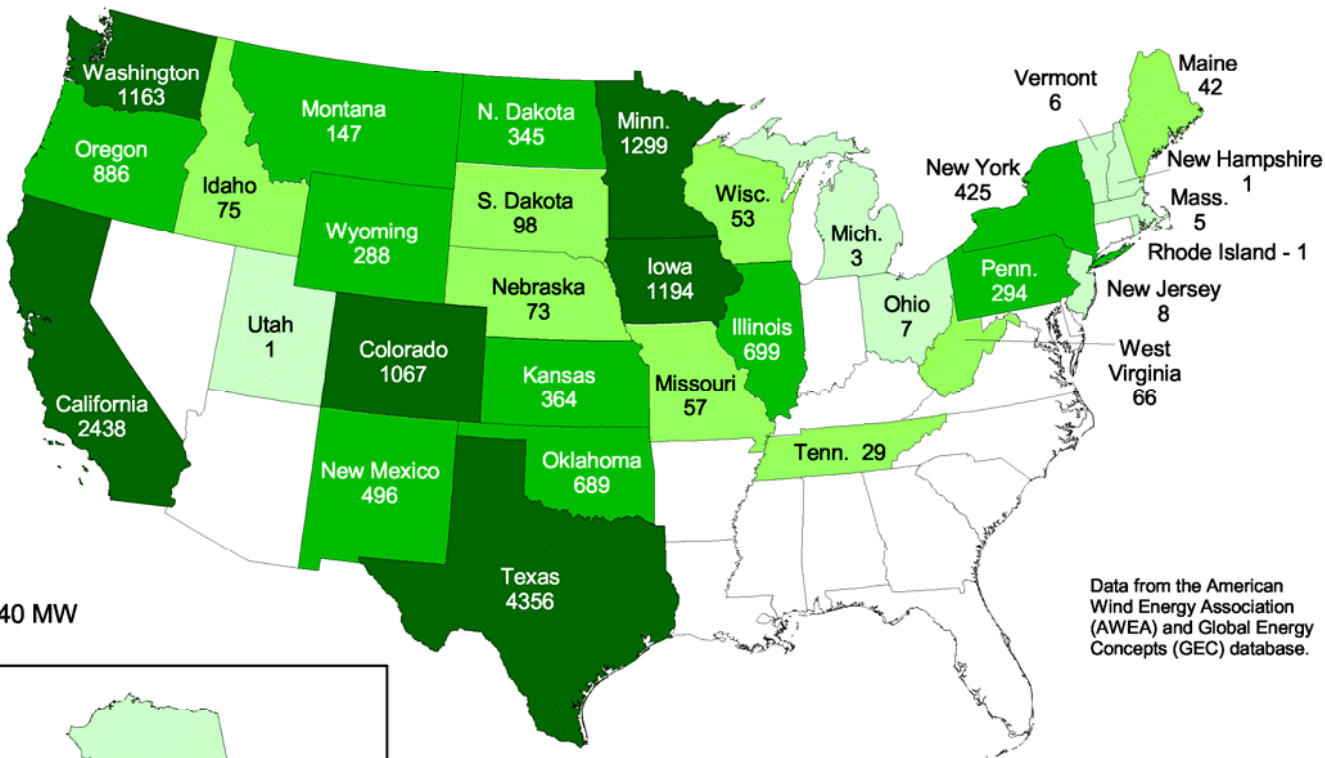 Washington
1163
Oregon
886
California
2438
Idaho
75
Montana
147
Wyoming
288
Utah
1
Colorado
1067
New Mexico
496
N. Dakota
345
S. Dakota
98
Nebraska
73
Kansas
364
Oklahoma
689
Texas
4356
Minn.
1299
Iowa
1194
Missouri
57
Wisc.
53
Illinois
699
Mich.
3
Ohio
7
Tenn. 29
Vermont
6
Maine
42
New York
425
New Hampshire
1
Mass.
5
Rhode Island - 1
Penn.
294
New Jersey
8
West
Virginia
66
40 MW
Data from the American
Wind Energy Association
(AWEA) and Global Energy
Concepts (GEC) database.